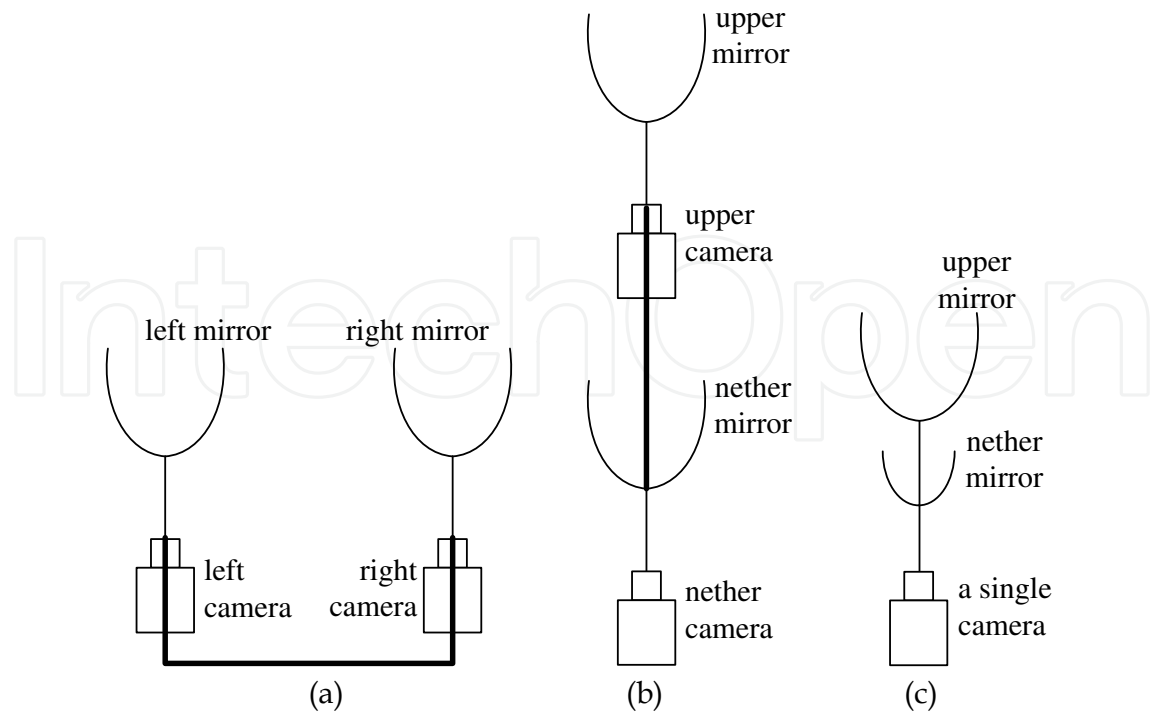 upper
mirror
upper
camera
nether
mirror
nether
camera
left mirror
right mirror
left
camera
right
camera
upper
mirror
nether
mirror
a single
camera
(a)
(b)
(c)
IntechOpen